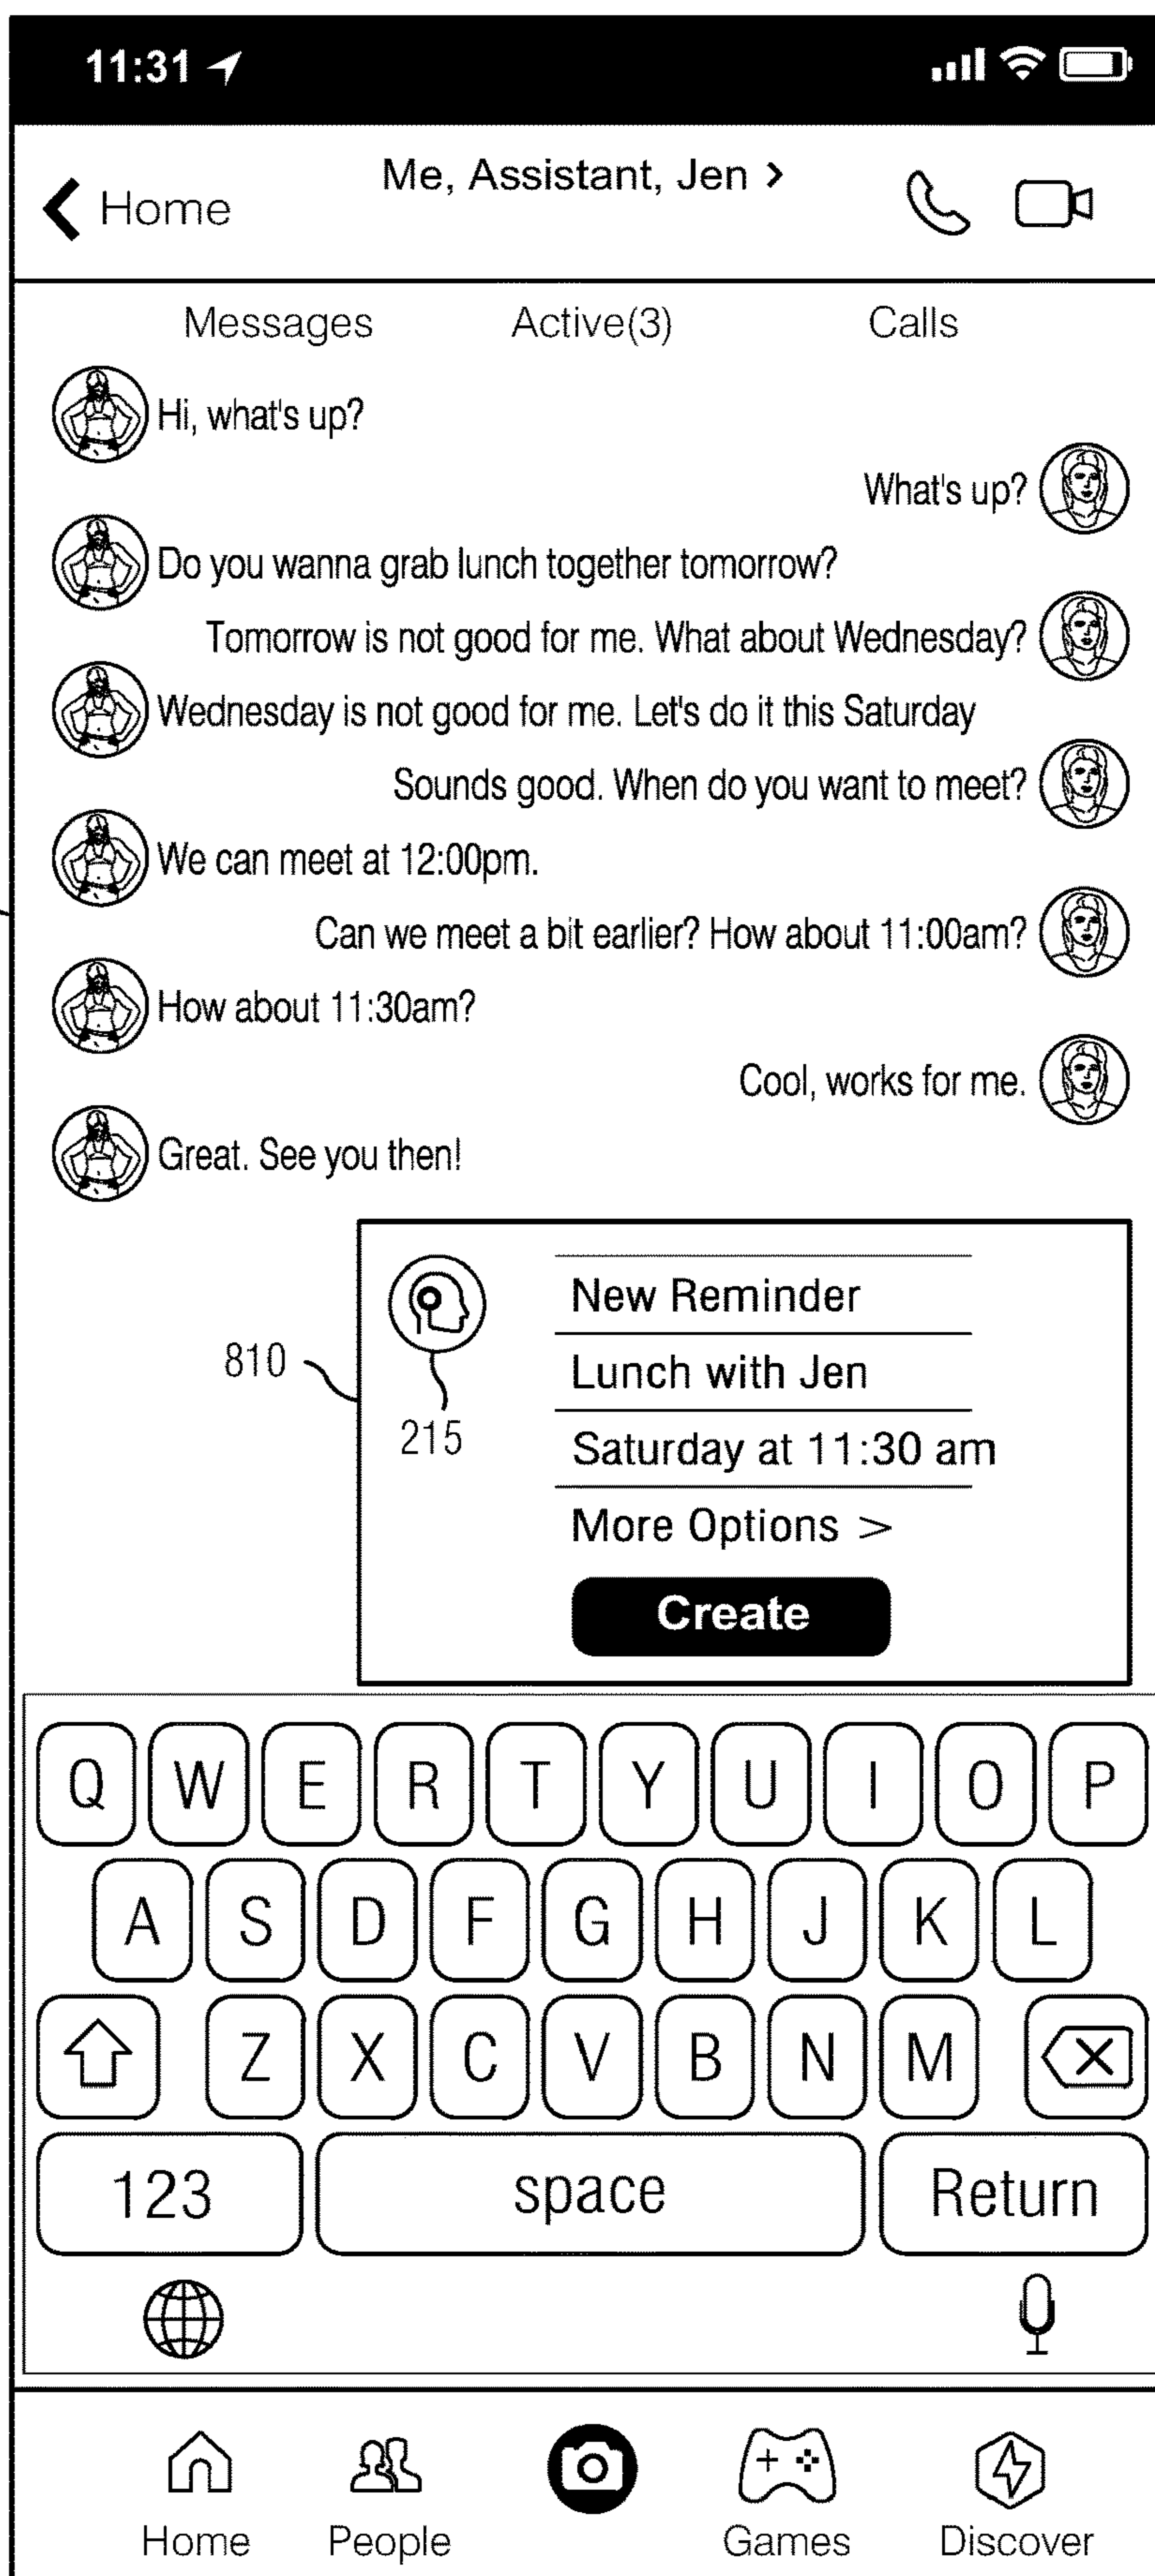 11:31
Home
Me, Assistant, Jen >
Messages Active(3) Calls
Hi, what's up?
What's up?
Do you wanna grab lunch together tomorrow?
Tomorrow is not good for me. What about Wednesday?
Wednesday is not good for me. Let's do it this Saturday
Sounds good. When do you want to meet?
We can meet at 12:00pm.
Can we meet a bit earlier? How about 11:00am?
How about 11:30am?
Cool, works for me.
Great. See you then!
New Reminder
810
Lunch with Jen
215
Saturday at 11:30 am
More Options >
Create
Q W E R T Y U I O P
A S D F G H J K L
Z X C V B N M
123 space Return
Home People Games Discover